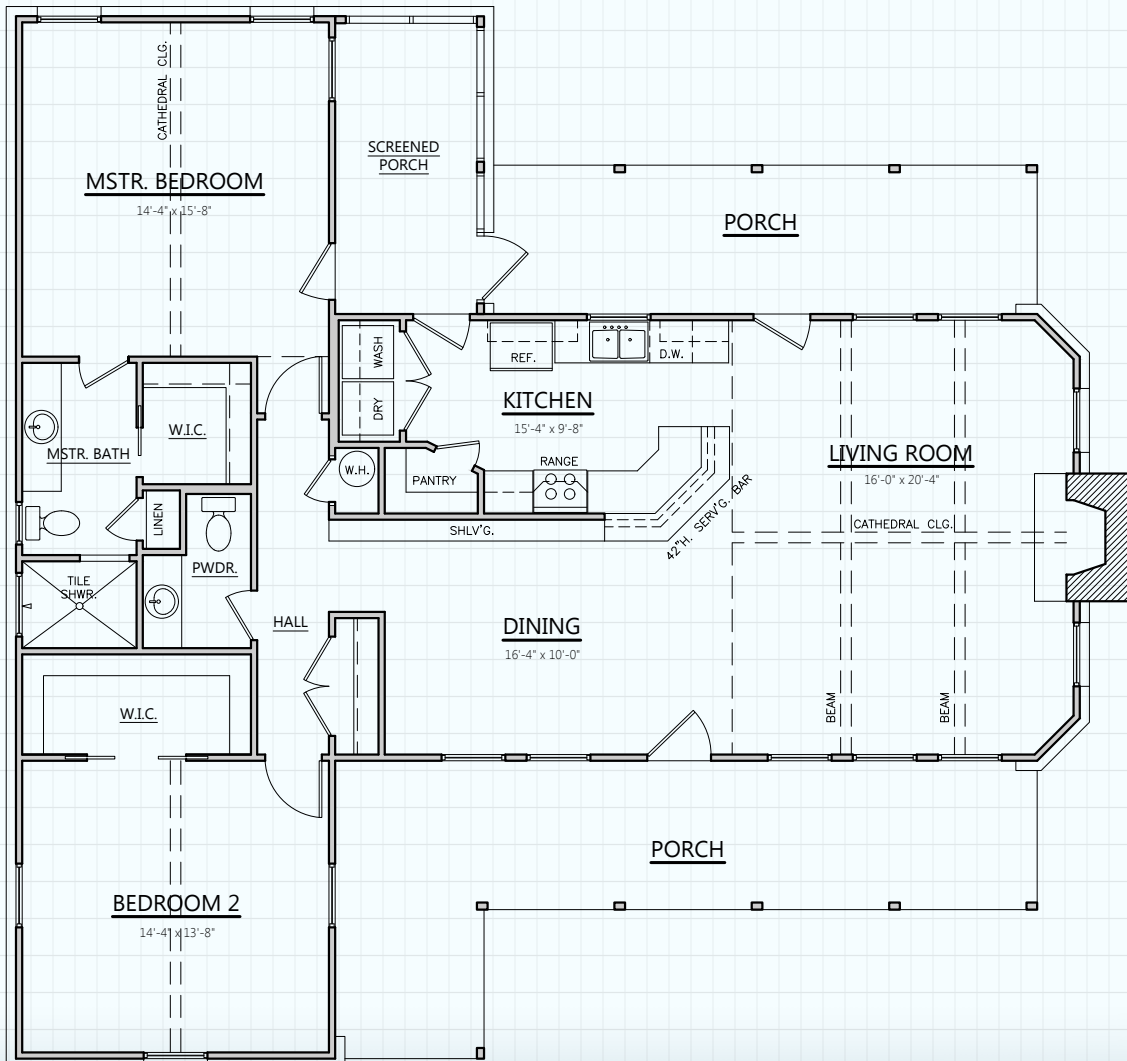 CATHEDRAL CLG.
MSTR. BEDROOM
14'-4" x 15'-8"
SCREENED
PORCH
PORCH
WASH
DRY
REF.
D.W.
KITCHEN
15'-4" x 9'-8"
W.I.C.
MSTR. BATH
W.H.
PANTRY
RANGE
LIVING ROOM
16'-0" x 20'-4"
LINEN
SHLV'G.
42"H. SERV'G. BAR
CATHEDRAL CLG.
PWDR.
TILE
SHWR.
HALL
DINING
16'-4" x 10'-0"
W.I.C.
BEAM
BEAM
PORCH
BEDROOM 2
14'-4" x 13'-8"